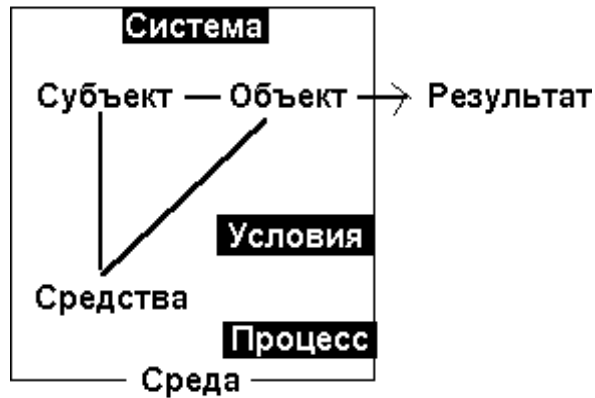 Система
Субъект — Объект → Результат
Условия
Средства
Процесс
Среда